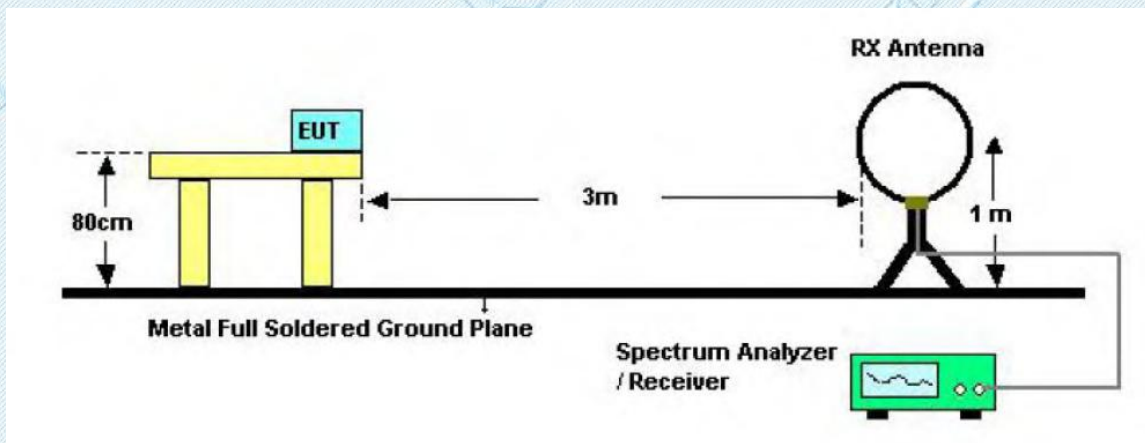 RX Antenna
EUT
3m
80cm
1 m
Metal Full Soldered Ground Plane
Spectrum Analyzer
/ Receiver